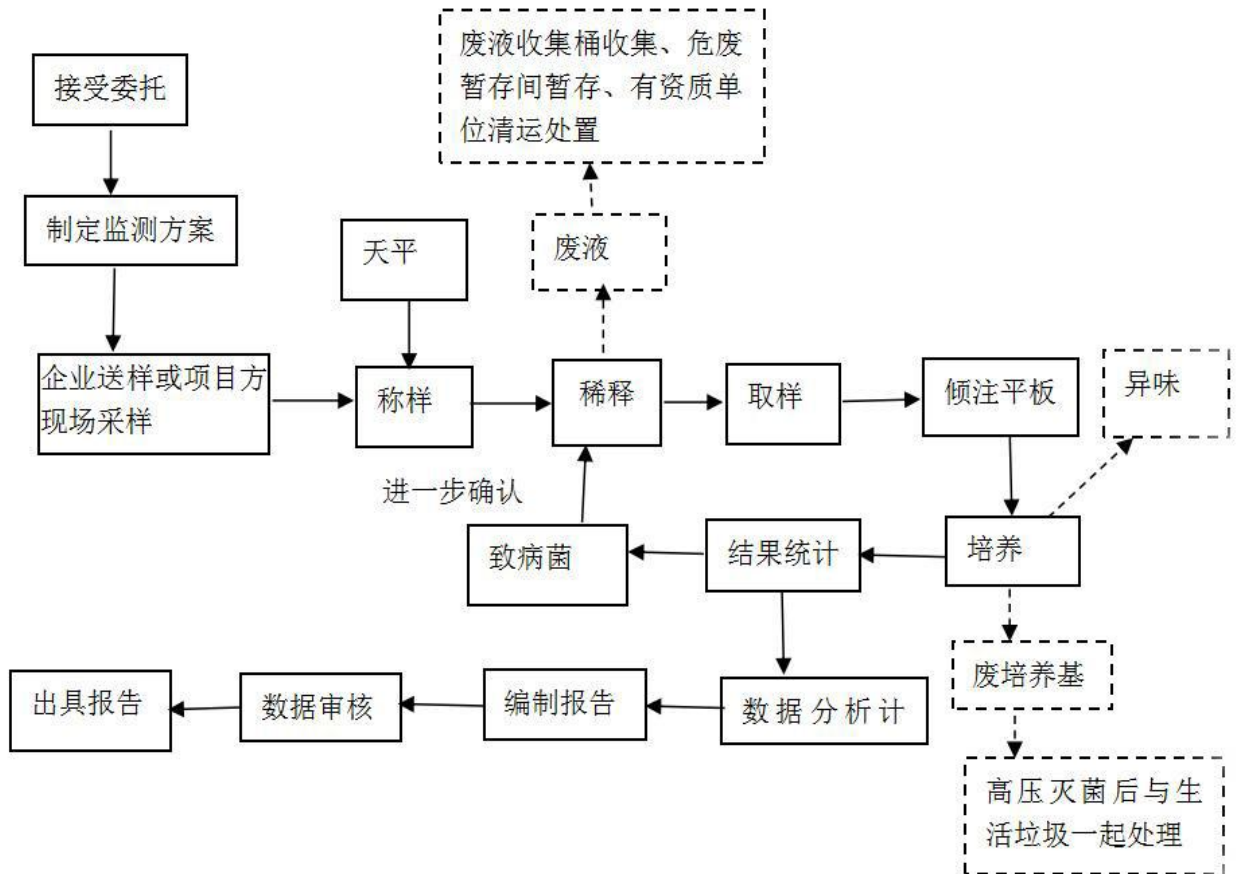 废液收集桶收集、危废
暂存间暂存、有资质单
位清运处置
接受委托
制定监测方案
天平
废液
企业送样或项目方
现场采样
称样
稀释
取样
倾注平板
异味
进一步确认
致病菌
结果统计
培养
废培养基
出具报告
数据审核
编制报告
数据分析计
高压灭菌后与生
活垃圾一起处理